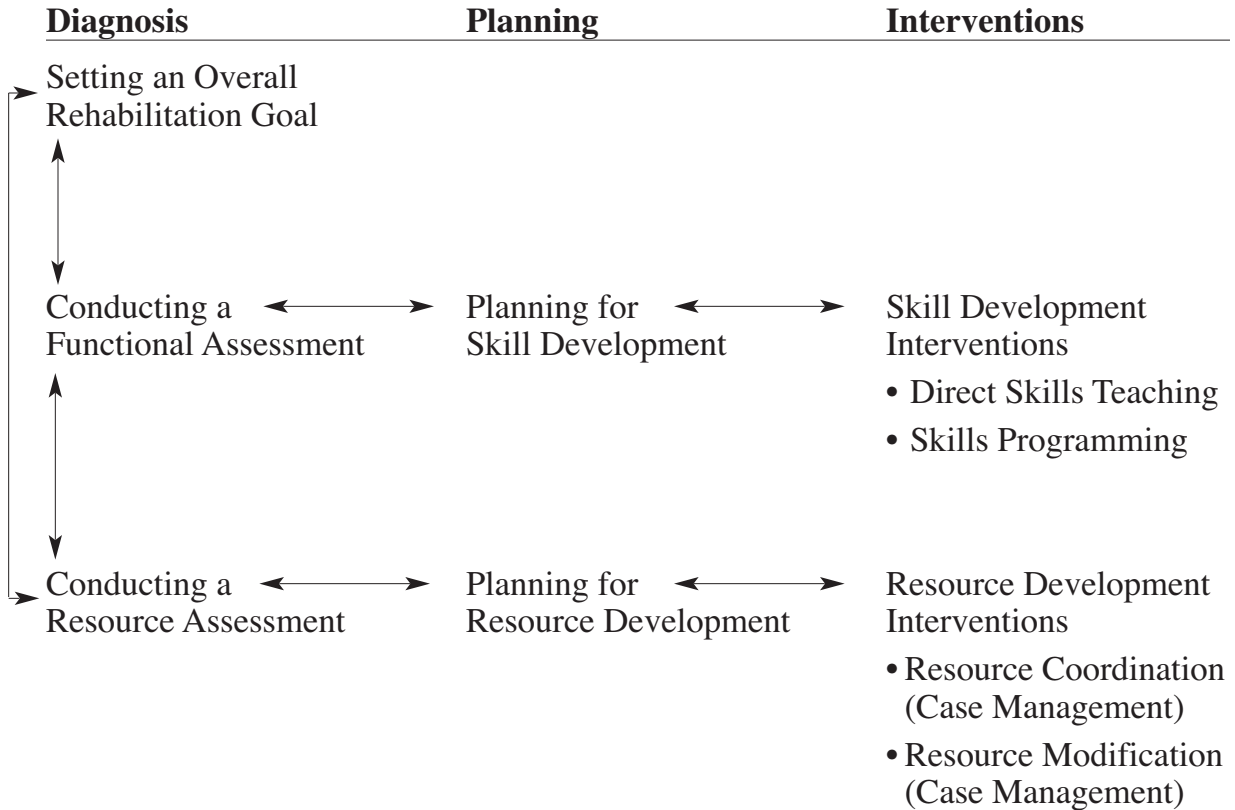 Diagnosis Planning Interventions
Setting an Overall
Rehabilitation Goal
Conducting a
Functional Assessment
Planning for
Skill Development
Skill Development
Interventions
• Direct Skills Teaching
• Skills Programming
Conducting a
Resource Assessment
Planning for
Resource Development
Resource Development
Interventions
• Resource Coordination
(Case Management)
• Resource Modification
(Case Management)